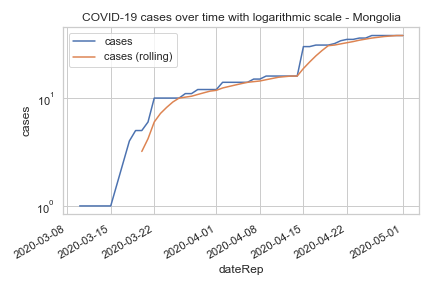 COVID-19 cases over time with logarithmic scale - Mongolia
cases
cases (rolling)
10¹
10⁰
cases
2020-03-08
2020-03-15
2020-03-22
2020-04-01
2020-04-08
2020-04-15
2020-04-22
2020-05-01
dateRep